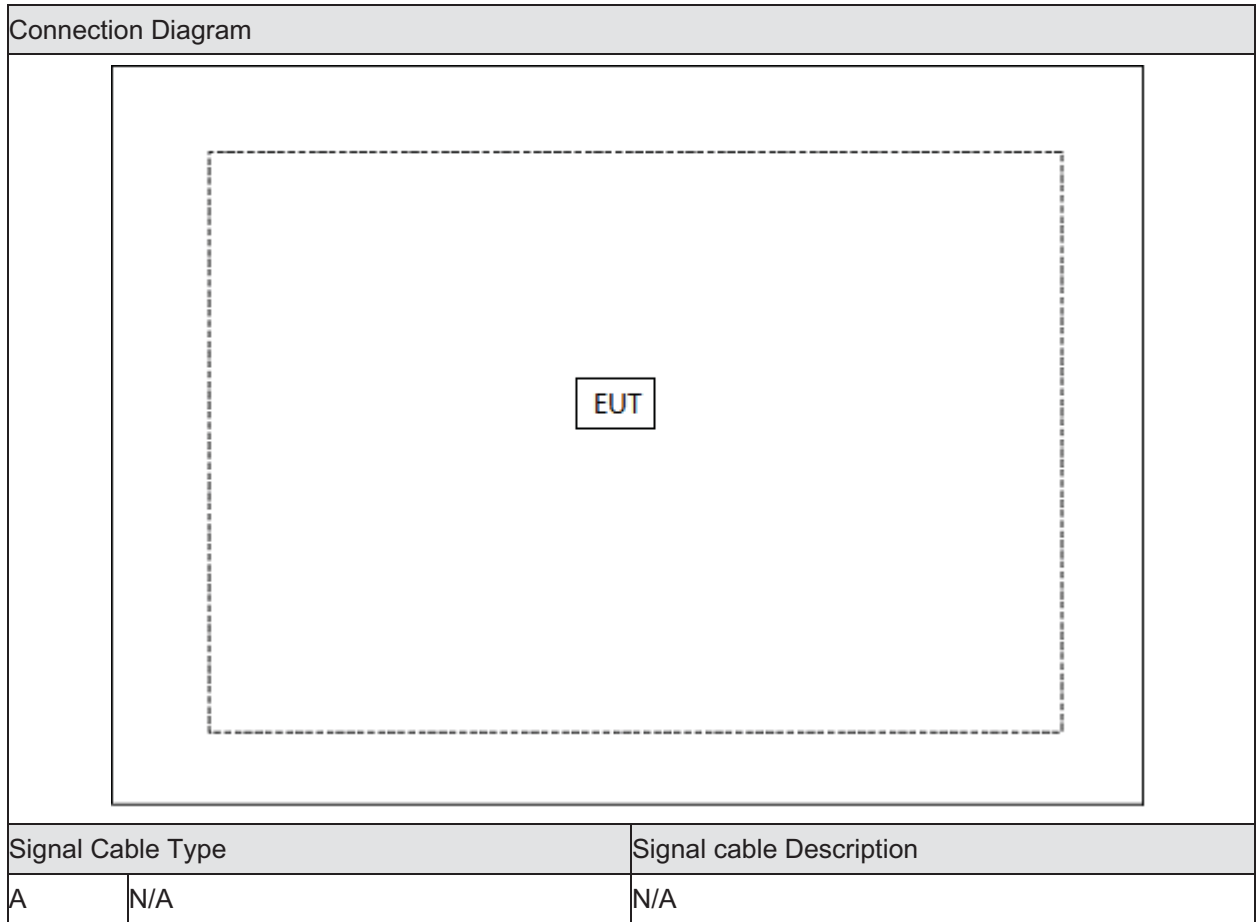 Connection Diagram
EUT
Signal Cable Type Signal cable Description
A N/A N/A